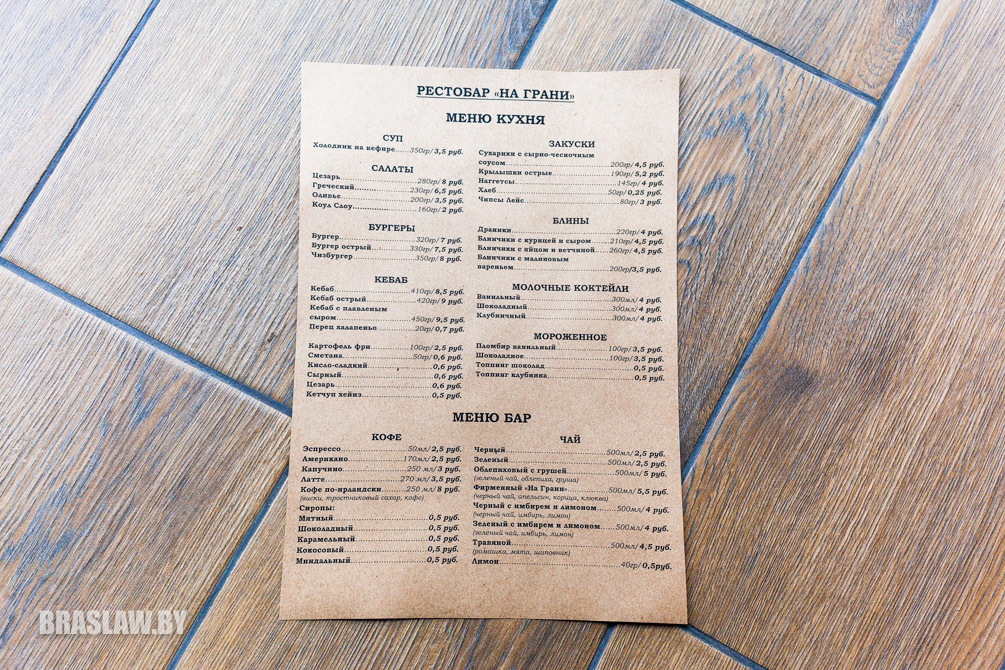 РЕСТОБАР «НА ГРАНИ»
МЕНЮ КУХНЯ
СУП
Холодник на кефире......350гр/3,5 руб.
САЛАТЫ
Цезарь......280гр/8 руб.
Греческий......230гр/6,5 руб.
Оливье......200гр/3,5 руб.
Коул Слоу......160гр/2 руб.
БУРГЕРЫ
Бургер......320гр/7 руб.
Бургер острый......330гр/7,5 руб.
Чизбургер......350гр/8 руб.
КЕБАБ
Кебаб......410гр/8,5 руб.
Кебаб острый......420гр/9 руб.
Кебаб с плавленым
сыром......450гр/9,5 руб.
Перец халапеньо......20гр/0,7 руб.
Картофель фри......100гр/2,5 руб.
Сметана......50гр/0,6 руб.
Кисло-сладкий......0,6 руб.
Сырный......0,6 руб.
Цезарь......0,6 руб.
Кетчуп хейнз......0,5 руб.
ЗАКУСКИ
Сухарики с сырно-чесночным
соусом......200гр/4,5 руб.
Крылышки острые......190гр/5,2 руб.
Наггетсы......145гр/4 руб.
Хлеб......50гр/0,25 руб.
Чипсы Лейс......80гр/3 руб.
БЛИНЫ
Драники......220гр/4 руб.
Блинчики с курицей и сыром......210гр/4,5 руб.
Блинчики с яйцом и ветчиной......260гр/4,5 руб.
Блинчики с малиновым
вареньем......200гр/3,5 руб.
МОЛОЧНЫЕ КОКТЕЙЛИ
Ванильный......300мл/4 руб.
Шоколадный......300мл/4 руб.
Клубничный......300мл/4 руб.
МОРОЖЕННОЕ
Пломбир ванильный......100гр/3,5 руб.
Шоколадное......100гр/3,5 руб.
Топпинг шоколад......0,5 руб.
Топпинг клубника......0,5 руб.
МЕНЮ БАР
КОФЕ
Эспрессо......50мл/2,5 руб.
Американо......170мл/2,5 руб.
Капучино......250 мл/3 руб.
Латте......270 мл/3,5 руб.
Кофе по-ирландски......250 мл/8 руб.
(виски, тростниковый сахар, кофе)
Сиропы:
Мятный......0,5 руб.
Шоколадный......0,5 руб.
Карамельный......0,5 руб.
Кокосовый......0,5 руб.
Миндальный......0,5 руб.
ЧАЙ
Черный......500мл/2,5 руб.
Зеленый......500мл/2,5 руб.
Облепиховый с грушей......500мл/5 руб.
(зеленый чай, облепиха, груша)
Фирменный «На Грани»......500мл/5,5 руб.
(черный чай, апельсин, корица, клюква)
Черный с имбирем и лимоном......500мл/4 руб.
(черный чай, имбирь, лимон)
Зеленый с имбирем и лимоном......500мл/4 руб.
(зеленый чай, имбирь, лимон)
Травяной......500мл/4,5 руб.
(ромашка, мята, шиповник)
Лимон......40гр/0,5руб.
BRASLAW.BY